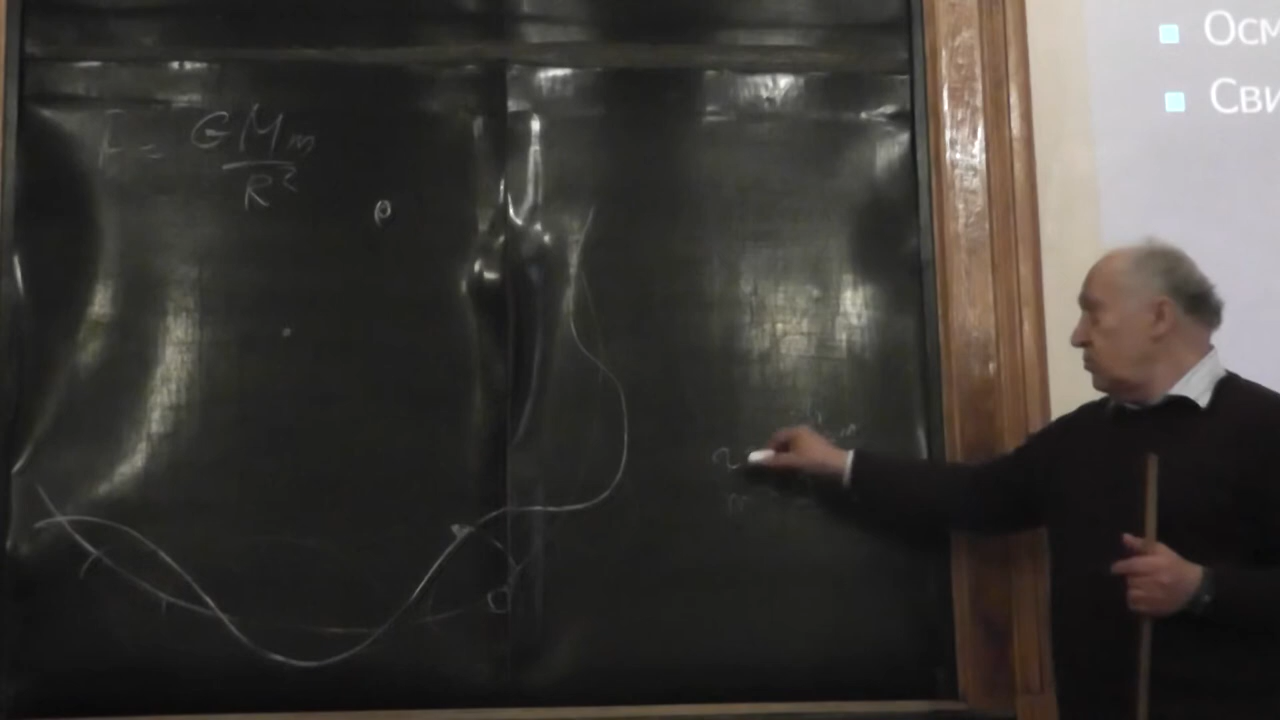 F = GMm
R²
Осм
Сви